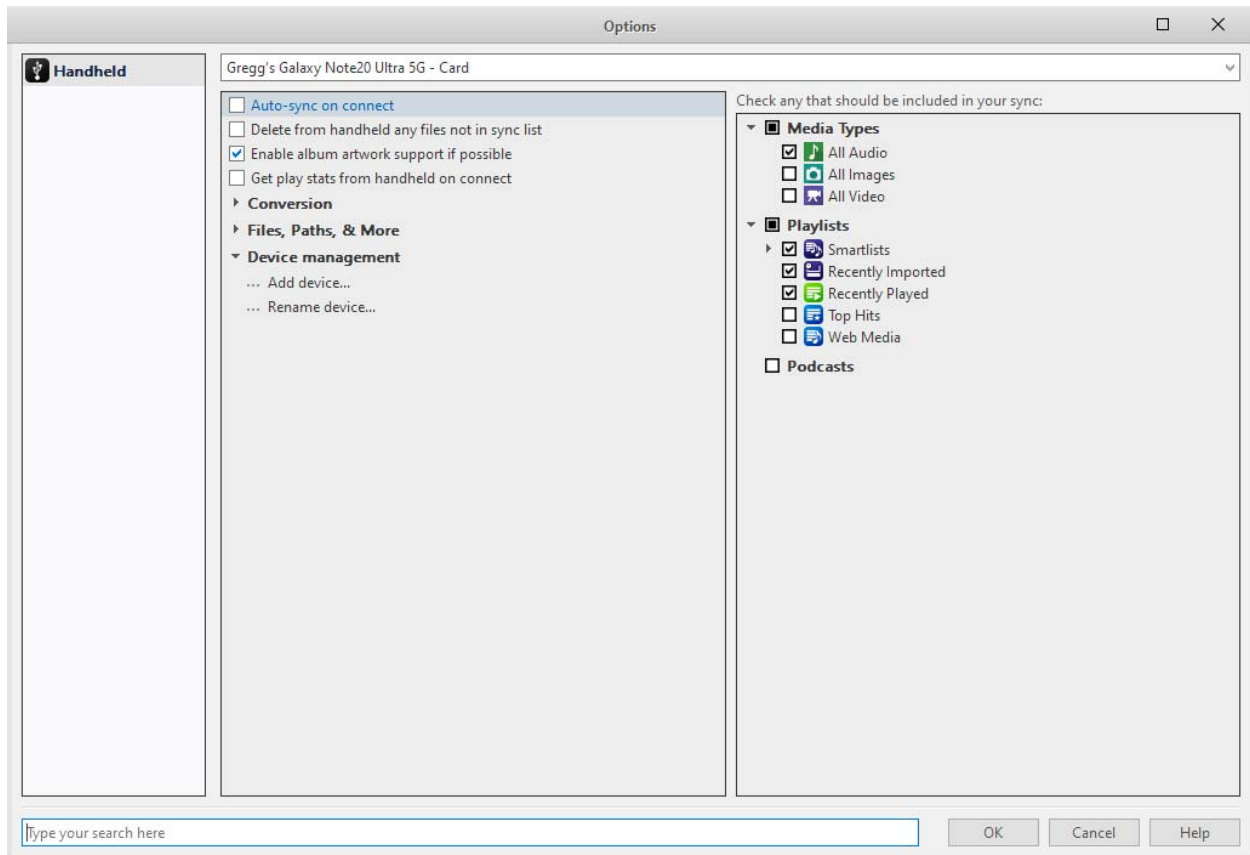 Options
Handheld
Gregg's Galaxy Note20 Ultra 5G - Card
Auto-sync on connect
Delete from handheld any files not in sync list
Enable album artwork support if possible
Get play stats from handheld on connect
Conversion
Files, Paths, & More
Device management
... Add device...
... Rename device...
Check any that should be included in your sync:
Media Types
All Audio
All Images
All Video
Playlists
Smartlists
Recently Imported
Recently Played
Top Hits
Web Media
Podcasts
Type your search here
OK
Cancel
Help